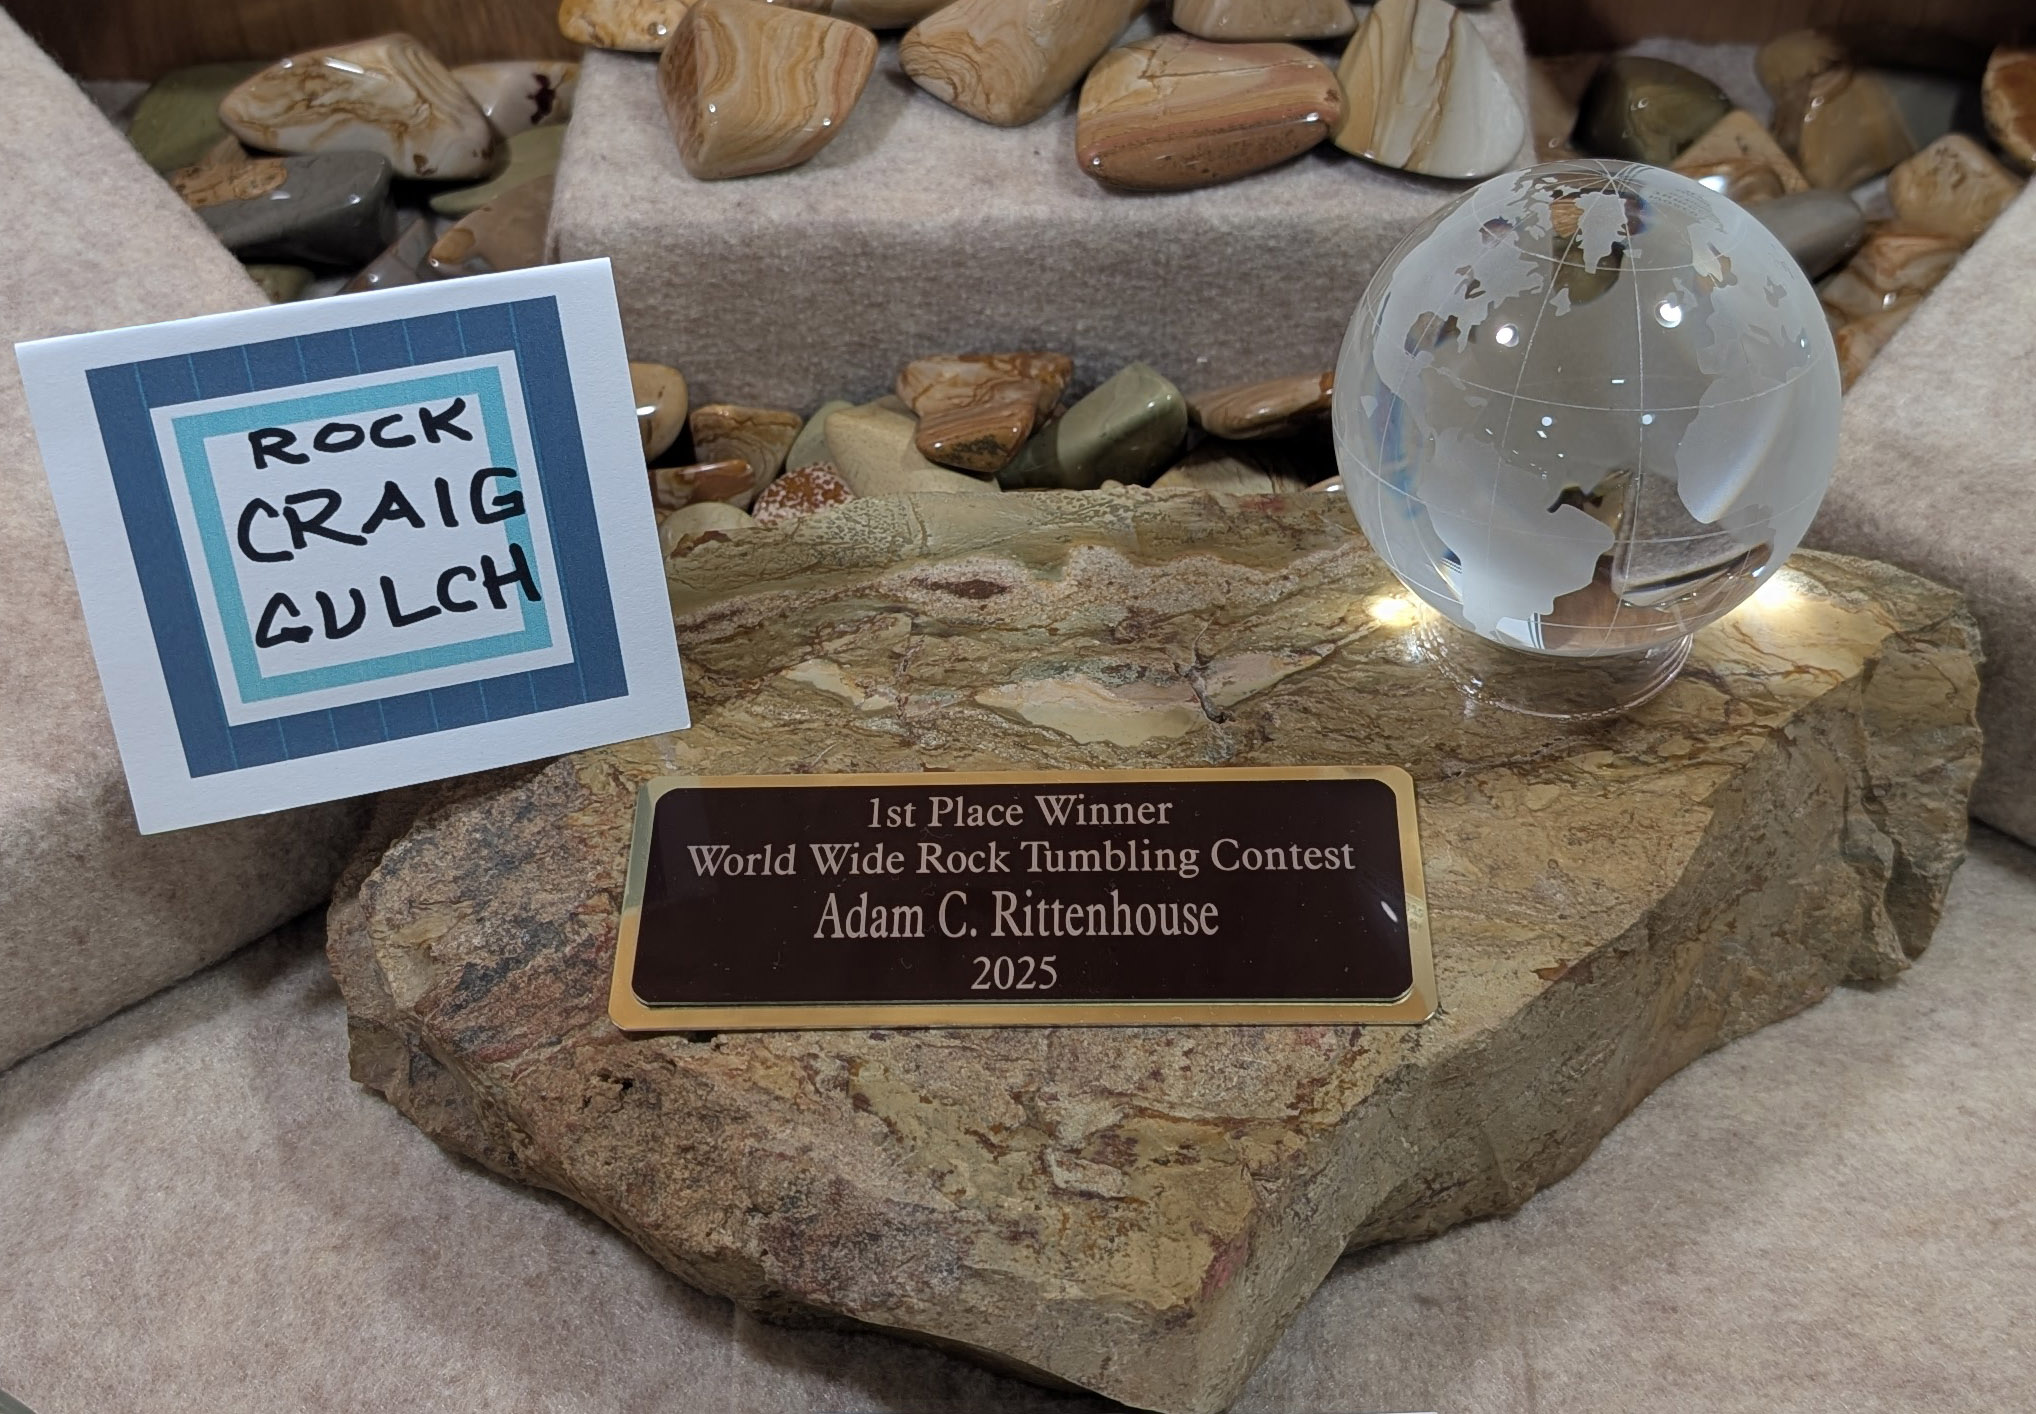 ROCK
CRAIG
GULCH
1st Place Winner
World Wide Rock Tumbling Contest
Adam C. Rittenhouse
2025